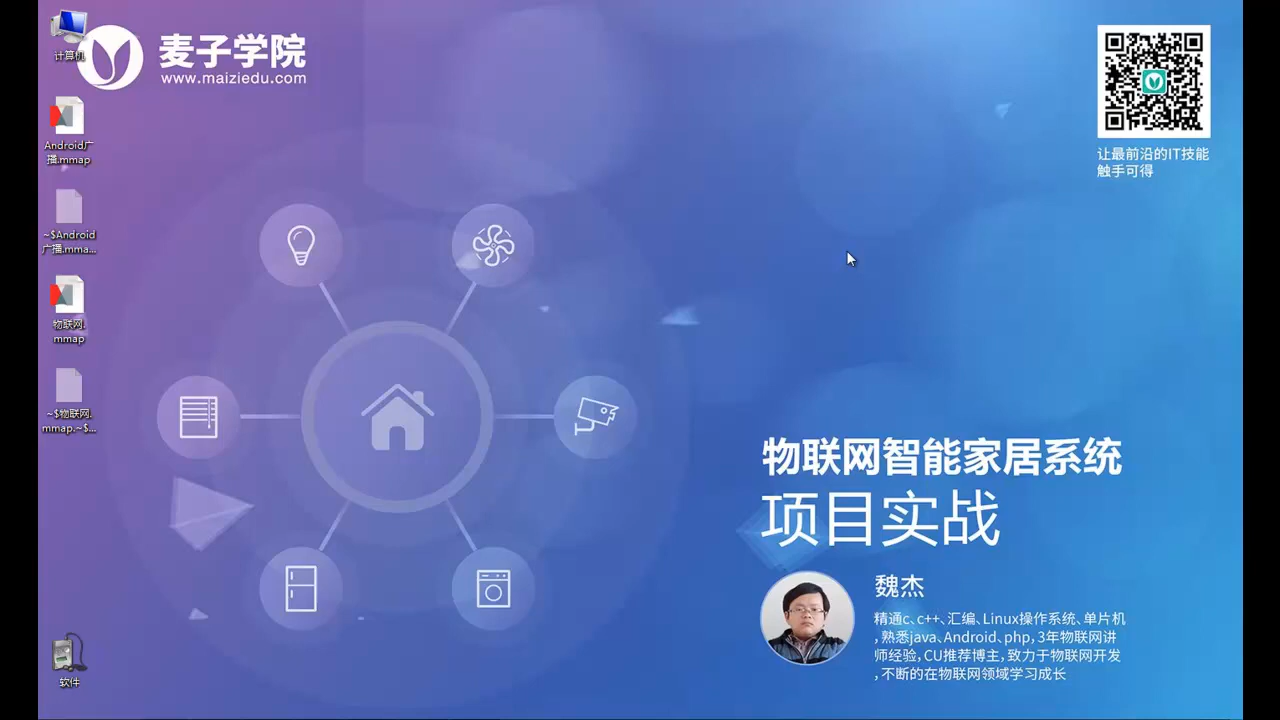 计算机
麦子学院
www.maiziedu.com
Android广
播.mmap
~$Android
广播.mma...
物联网.
mmap
~$物联网.
mmap.~$...
软件
让最前沿的IT技能
触手可得
物联网智能家居系统
项目实战
魏杰
精通c、c++、汇编、Linux操作系统、单片机
,熟悉java、Android、php,3年物联网讲
师经验,CU推荐博主,致力于物联网开发
,不断的在物联网领域学习成长